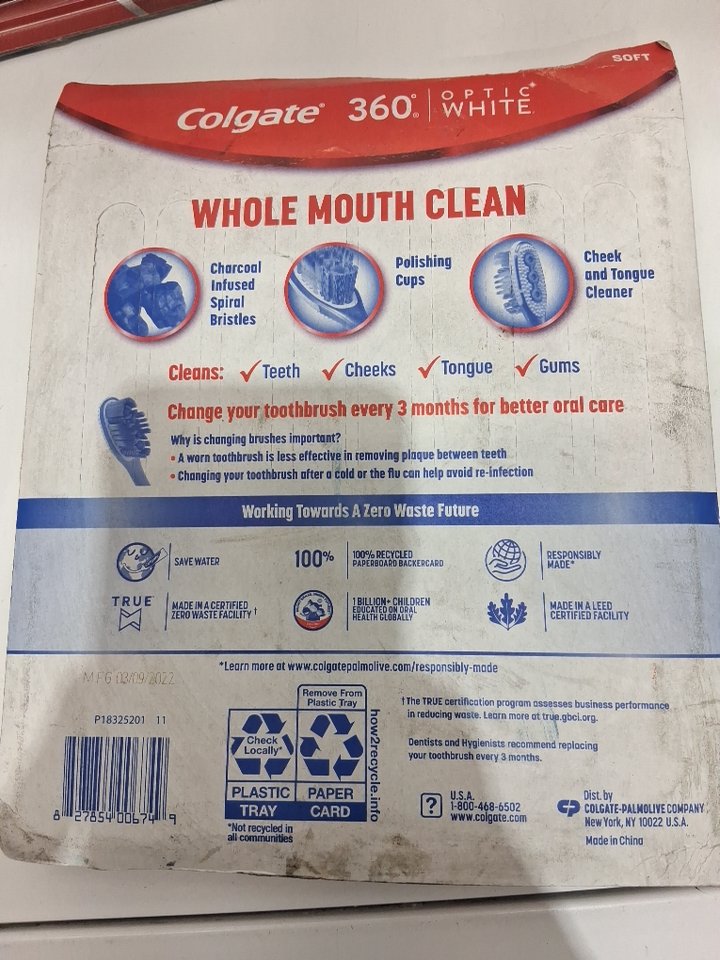 SOFT
Colgate® 360° | OPTIC WHITE
WHOLE MOUTH CLEAN
Charcoal
Infused
Spiral
Bristles
Polishing
Cups
Cheek
and Tongue
Cleaner
Cleans: ✓ Teeth ✓ Cheeks ✓ Tongue ✓ Gums
Change your toothbrush every 3 months for better oral care
Why is changing brushes important?
• A worn toothbrush is less effective in removing plaque between teeth
• Changing your toothbrush after a cold or the flu can help avoid re-infection
Working Towards A Zero Waste Future
SAVE WATER
100%
100% RECYCLED
PAPERBOARD BACKERCARD
RESPONSIBLY
MADE*
TRUE
MADE IN A CERTIFIED
ZERO WASTE FACILITY †
1 BILLION+ CHILDREN
EDUCATED ON ORAL
HEALTH GLOBALLY
MADE IN A LEED
CERTIFIED FACILITY
*Learn more at www.colgatepalmolive.com/responsibly-made
MFG 03/09/2022
P18325201 11
8 27854 00674 9
Check
Locally*
PLASTIC
TRAY
*Not recycled in
all communities
Remove From
Plastic Tray
PAPER
CARD
how2recycle.info
† The TRUE certification program assesses business performance
in reducing waste. Learn more at true.gbci.org.
Dentists and Hygienists recommend replacing
your toothbrush every 3 months.
?
U.S.A.
1-800-468-6502
www.colgate.com
CP
Dist. by
COLGATE-PALMOLIVE COMPANY
New York, NY 10022 U.S.A.
Made in China